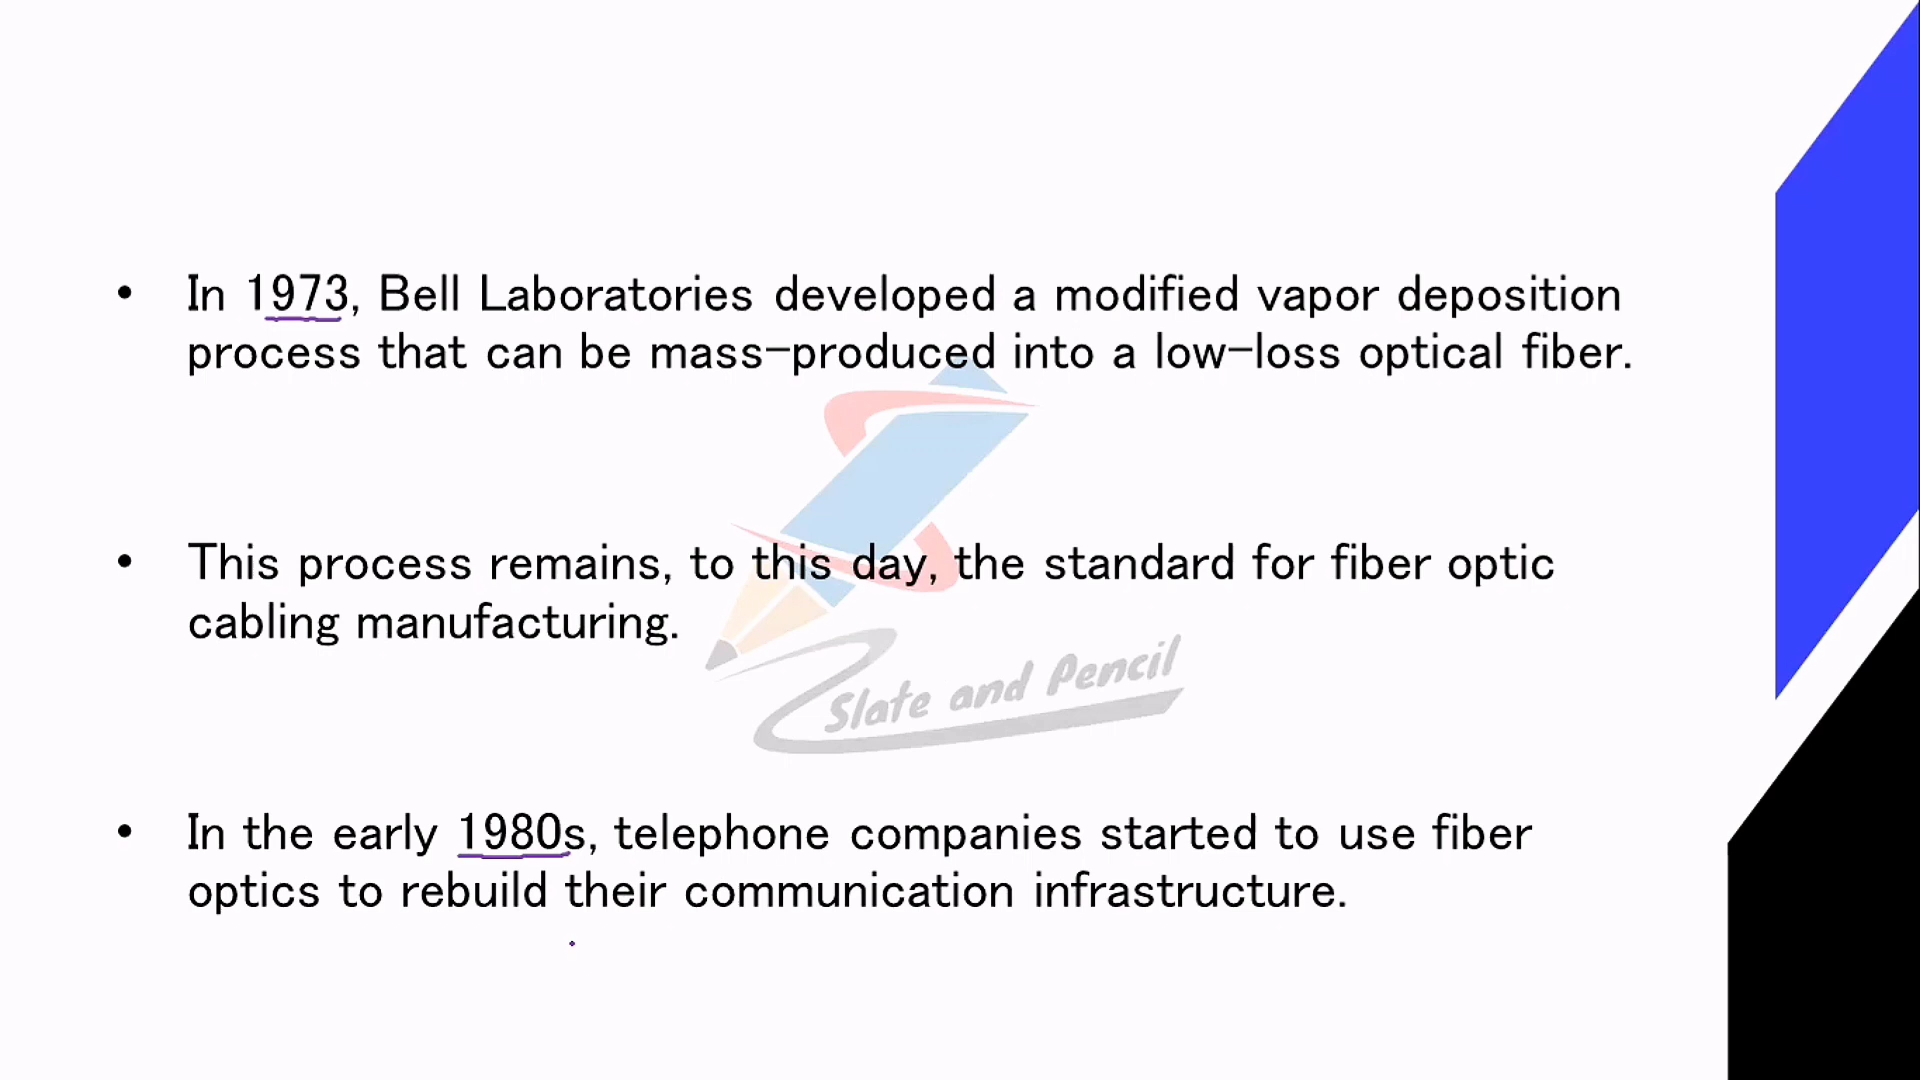 • In 1973, Bell Laboratories developed a modified vapor deposition
process that can be mass-produced into a low-loss optical fiber.
• This process remains, to this day, the standard for fiber optic
cabling manufacturing.
Slate and Pencil
• In the early 1980s, telephone companies started to use fiber
optics to rebuild their communication infrastructure.